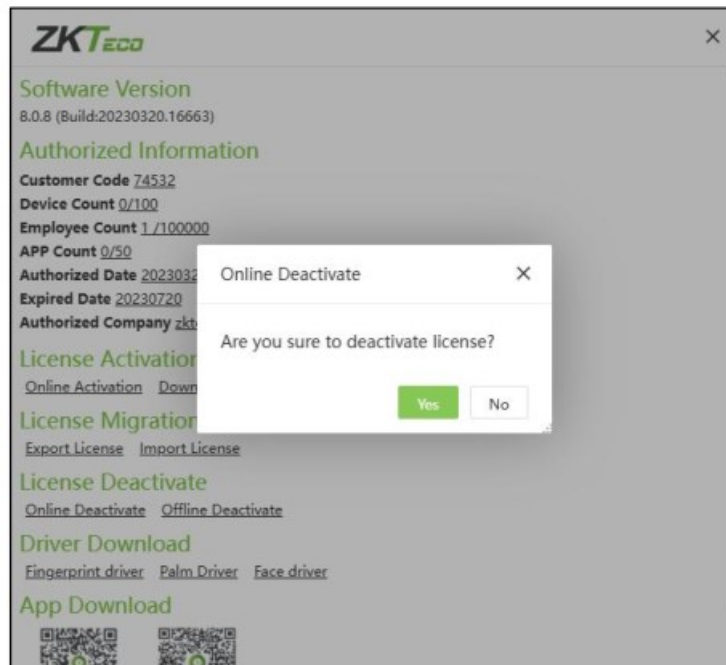 ZKTECO
Software Version
8.0.8 (Build:20230320.16663)
Authorized Information
Customer Code 74532
Device Count 0/100
Employee Count 1 /100000
APP Count 0/50
Authorized Date 2023032
Expired Date 20230720
Authorized Company
Online Deactivate
Are you sure to deactivate license?
Yes No
License Activation
Online Activation
License Migration
Export License Import License
License Deactivate
Online Deactivate Offline Deactivate
Driver Download
Fingerprint driver Palm Driver Face driver
App Download